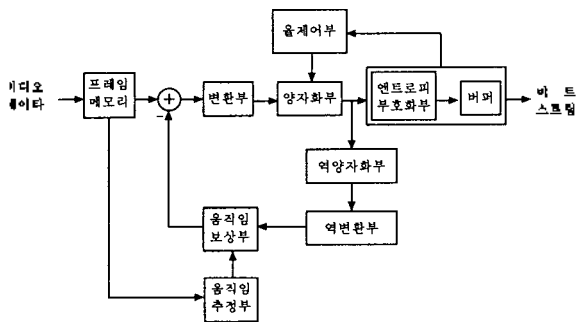 율제어부
프레임
메모리
변환부
양자화부
엔트로피
부호화부
버퍼
스트림
역양자화부
움직임
보상부
역변환부
움직임
추정부